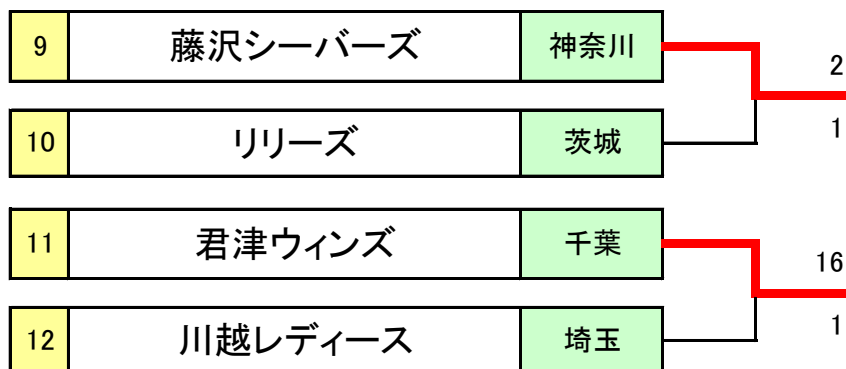 9 藤沢シーバーズ 神奈川
2
1
10 リリーズ 茨城
11 君津ウィンズ 千葉
16
1
12 川越レディース 埼玉